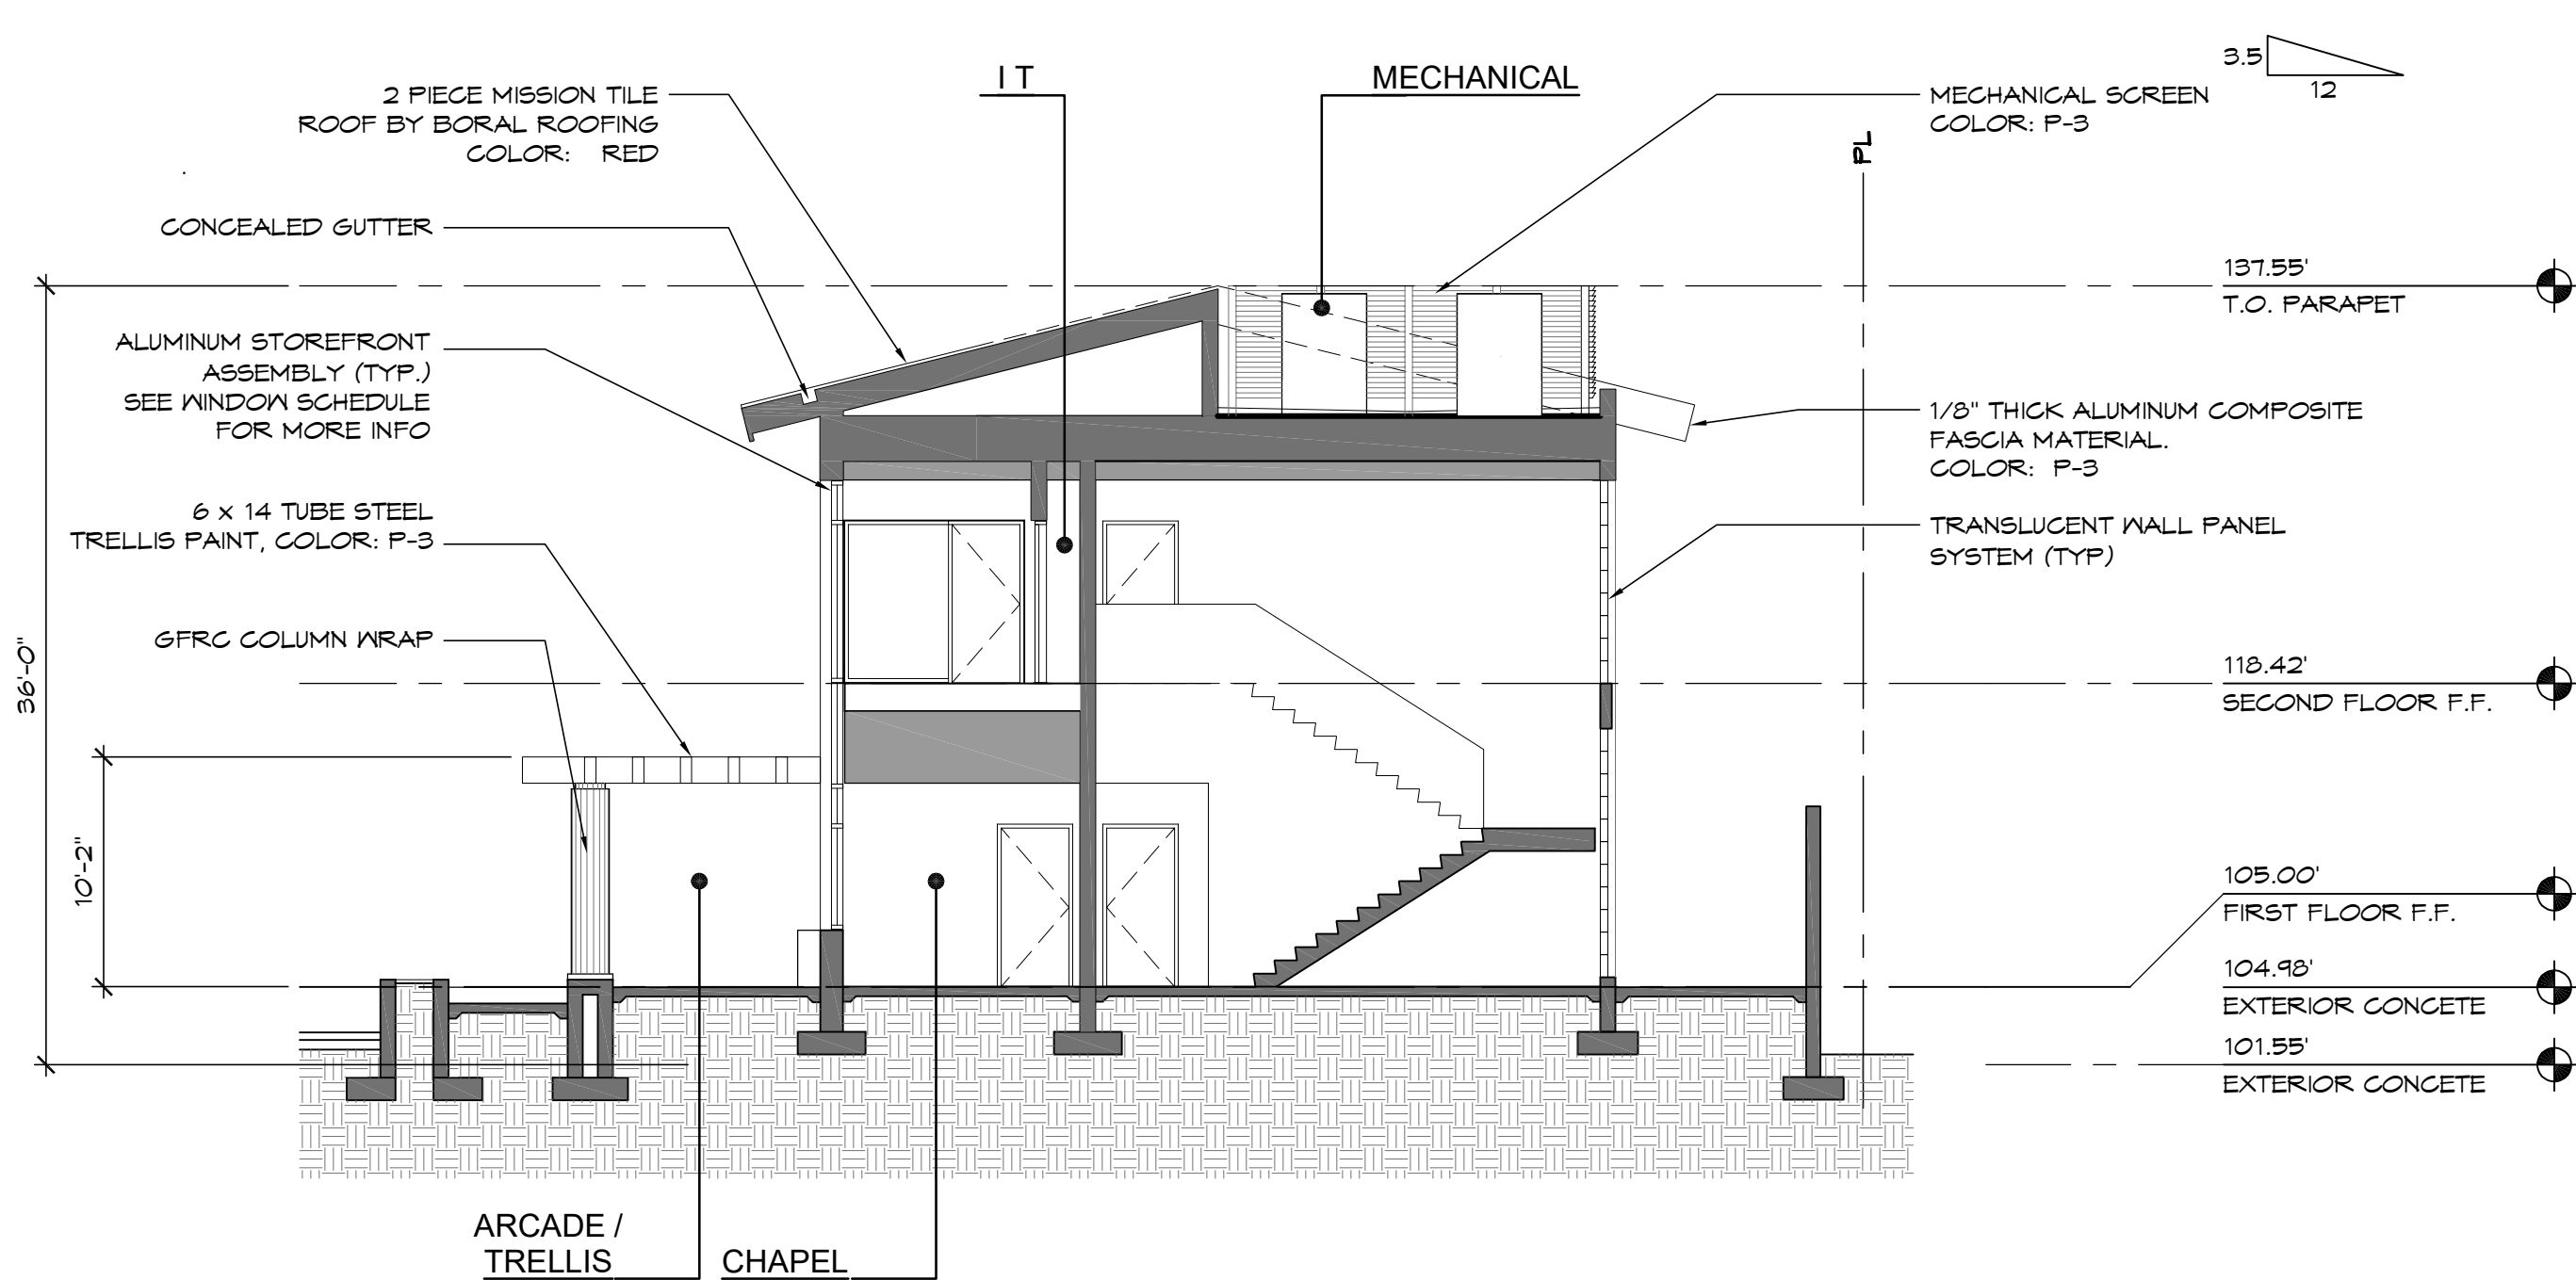 I T
MECHANICAL
3.5
12
2 PIECE MISSION TILE
ROOF BY BORAL ROOFING
COLOR: RED
MECHANICAL SCREEN
COLOR: P-3
PL
CONCEALED GUTTER
137.55'
T.O. PARAPET
ALUMINUM STOREFRONT
ASSEMBLY (TYP.)
SEE WINDOW SCHEDULE
FOR MORE INFO
1/8" THICK ALUMINUM COMPOSITE
FASCIA MATERIAL.
COLOR: P-3
6 x 14 TUBE STEEL
TRELLIS PAINT, COLOR: P-3
TRANSLUCENT WALL PANEL
SYSTEM (TYP)
GFRC COLUMN WRAP
36'-0"
118.42'
SECOND FLOOR F.F.
10'-2"
105.00'
FIRST FLOOR F.F.
104.98'
EXTERIOR CONCETE
101.55'
EXTERIOR CONCETE
ARCADE /
TRELLIS
CHAPEL